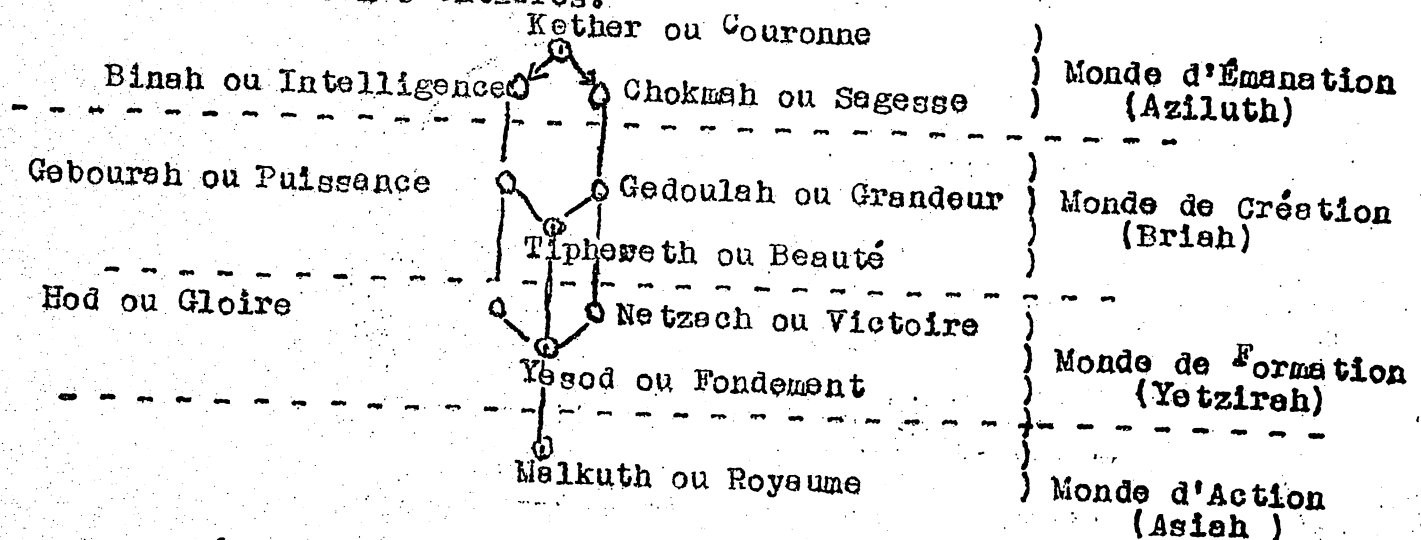 Kether ou Couronne
Binah ou Intelligence
Chokmah ou Sagesse
Monde d'Émanation
(Aziluth)
Gebourah ou Puissance
Gedoulah ou Grandeur
Monde de Création
(Briah)
Tiphereth ou Beauté
Hod ou Gloire
Netzach ou Victoire
Yesod ou Fondement
Monde de Formation
(Yetzirah)
Malkuth ou Royaume
Monde d'Action
(Asiah )